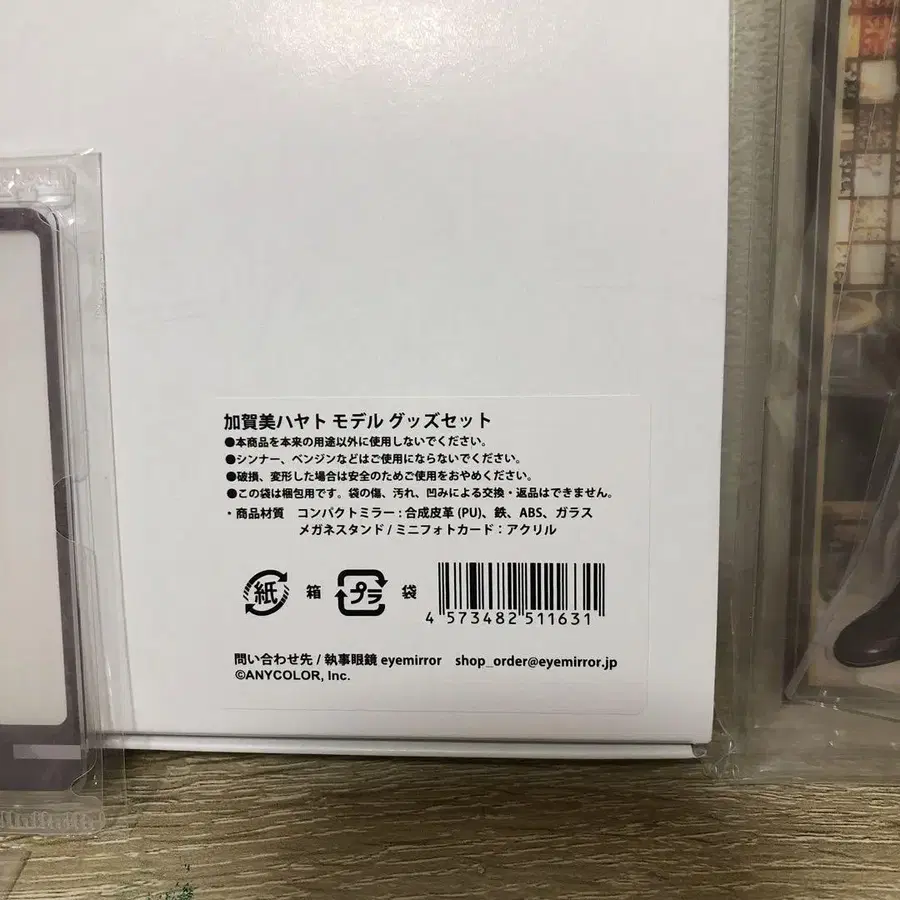 加賀美ハヤト モデル グッズセット
●本商品を本来の用途以外に使用しないでください。
●シンナー、ベンジンなどはご使用にならないでください。
●破損、変形した場合は安全のためご使用をおやめください。
●この袋は梱包用です。袋の傷、汚れ、凹みによる交換・返品はできません。
・商品材質 コンパクトミラー : 合成皮革 (PU)、鉄、ABS、ガラス
メガネスタンド / ミニフォトカード : アクリル
紙 箱 プラ 袋
4 573482 511631
問い合わせ先 / 執事眼鏡 eyemirror shop_order@eyemirror.jp
©ANYCOLOR, Inc.